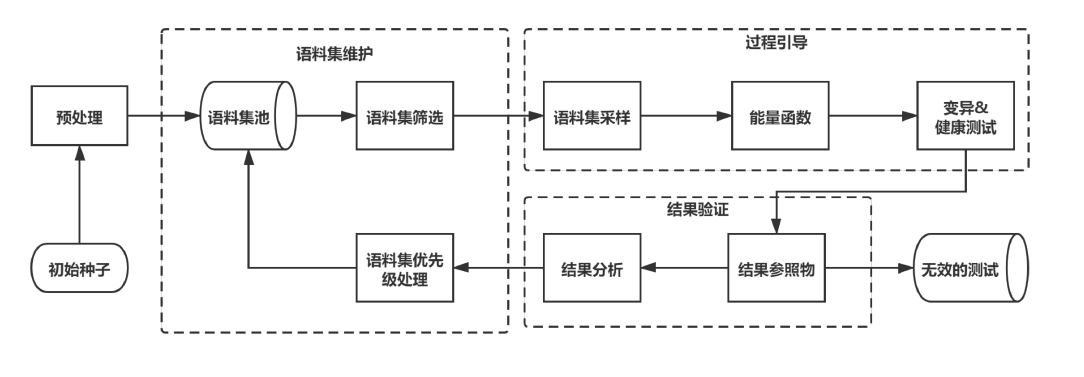 语料集维护
过程引导
预处理
语料集池
语料集筛选
语料集采样
能量函数
变异&
健康测试
结果验证
初始种子
语料集优先
级处理
结果分析
结果参照物
无效的测试